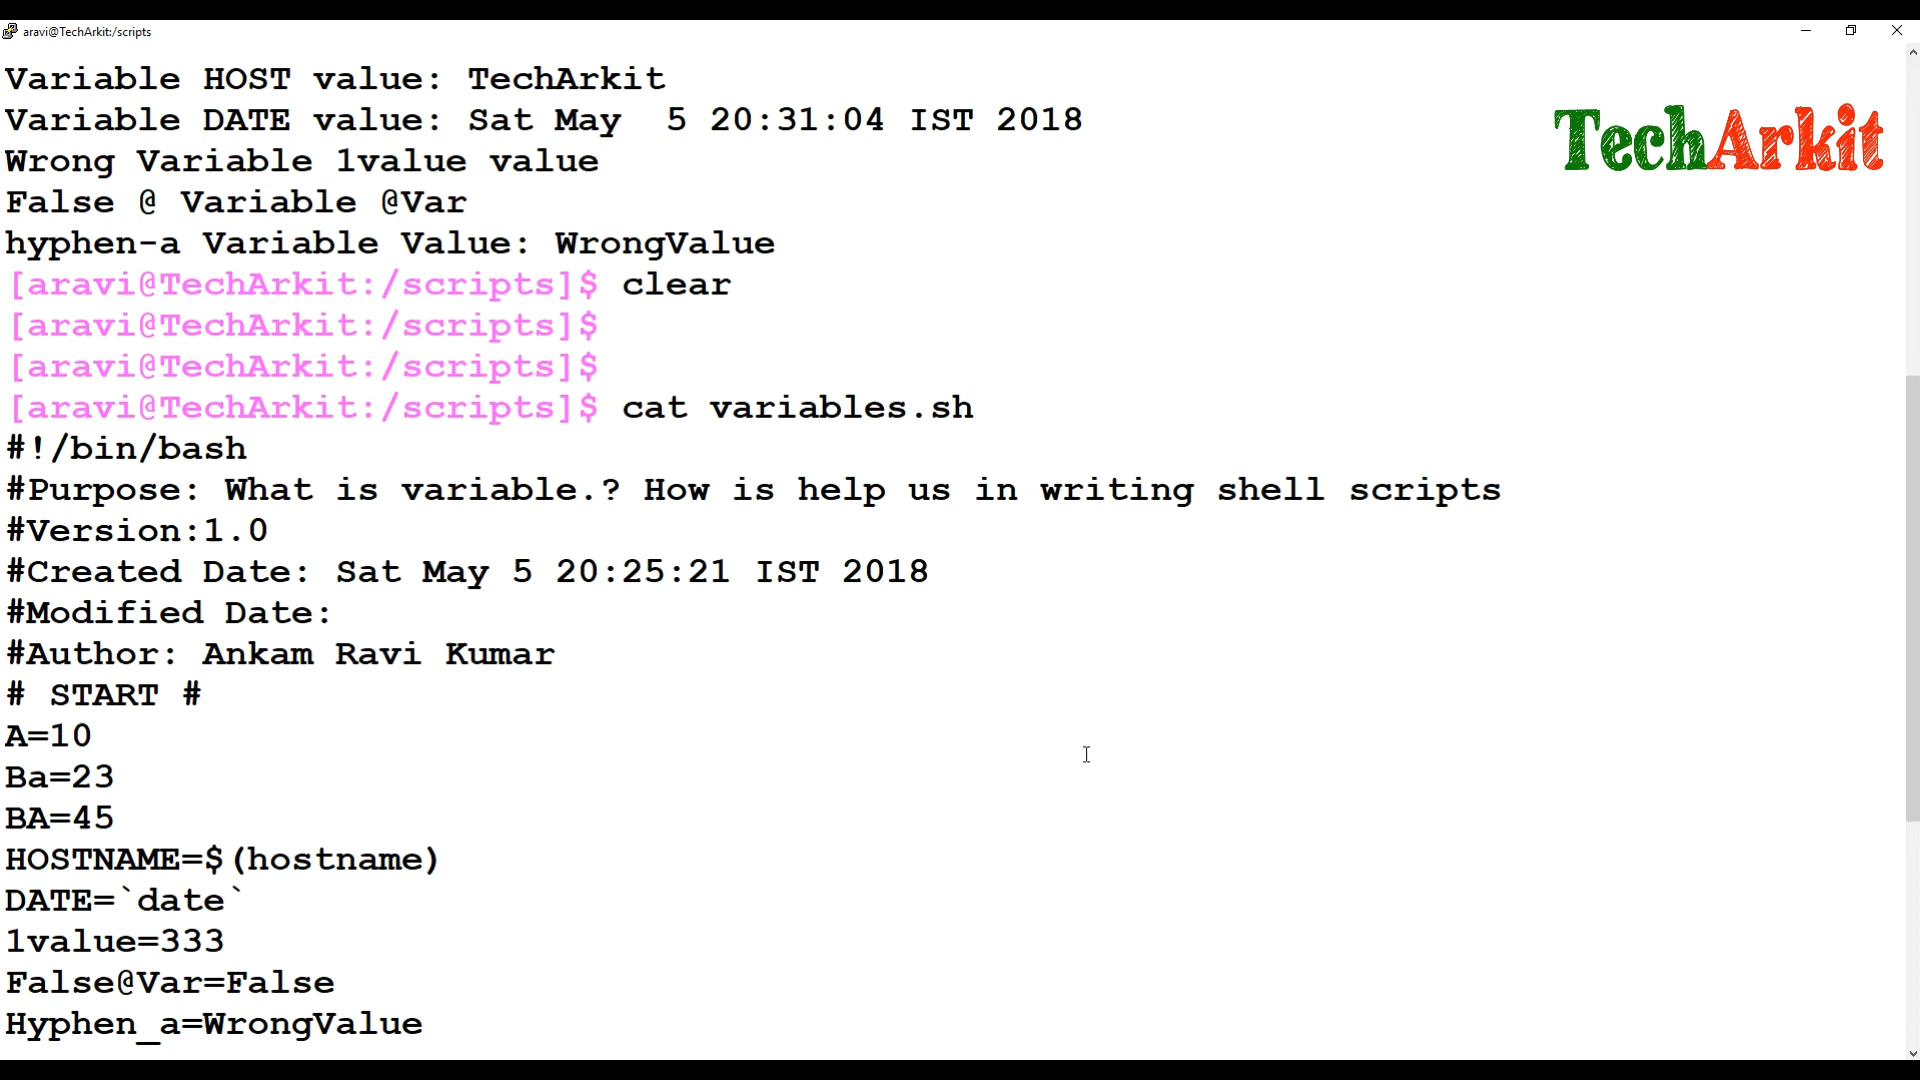 aravi@TechArkit:/scripts
Variable HOST value: TechArkit
Variable DATE value: Sat May  5 20:31:04 IST 2018
TechArkit
Wrong Variable 1value value
False @ Variable @Var
hyphen-a Variable Value: WrongValue
[aravi@TechArkit:/scripts]$ clear
[aravi@TechArkit:/scripts]$
[aravi@TechArkit:/scripts]$
[aravi@TechArkit:/scripts]$ cat variables.sh
#!/bin/bash
#Purpose: What is variable.? How is help us in writing shell scripts
#Version:1.0
#Created Date: Sat May 5 20:25:21 IST 2018
#Modified Date:
#Author: Ankam Ravi Kumar
# START #
A=10
Ba=23
BA=45
HOSTNAME=$(hostname)
DATE=`date`
1value=333
False@Var=False
Hyphen_a=WrongValue